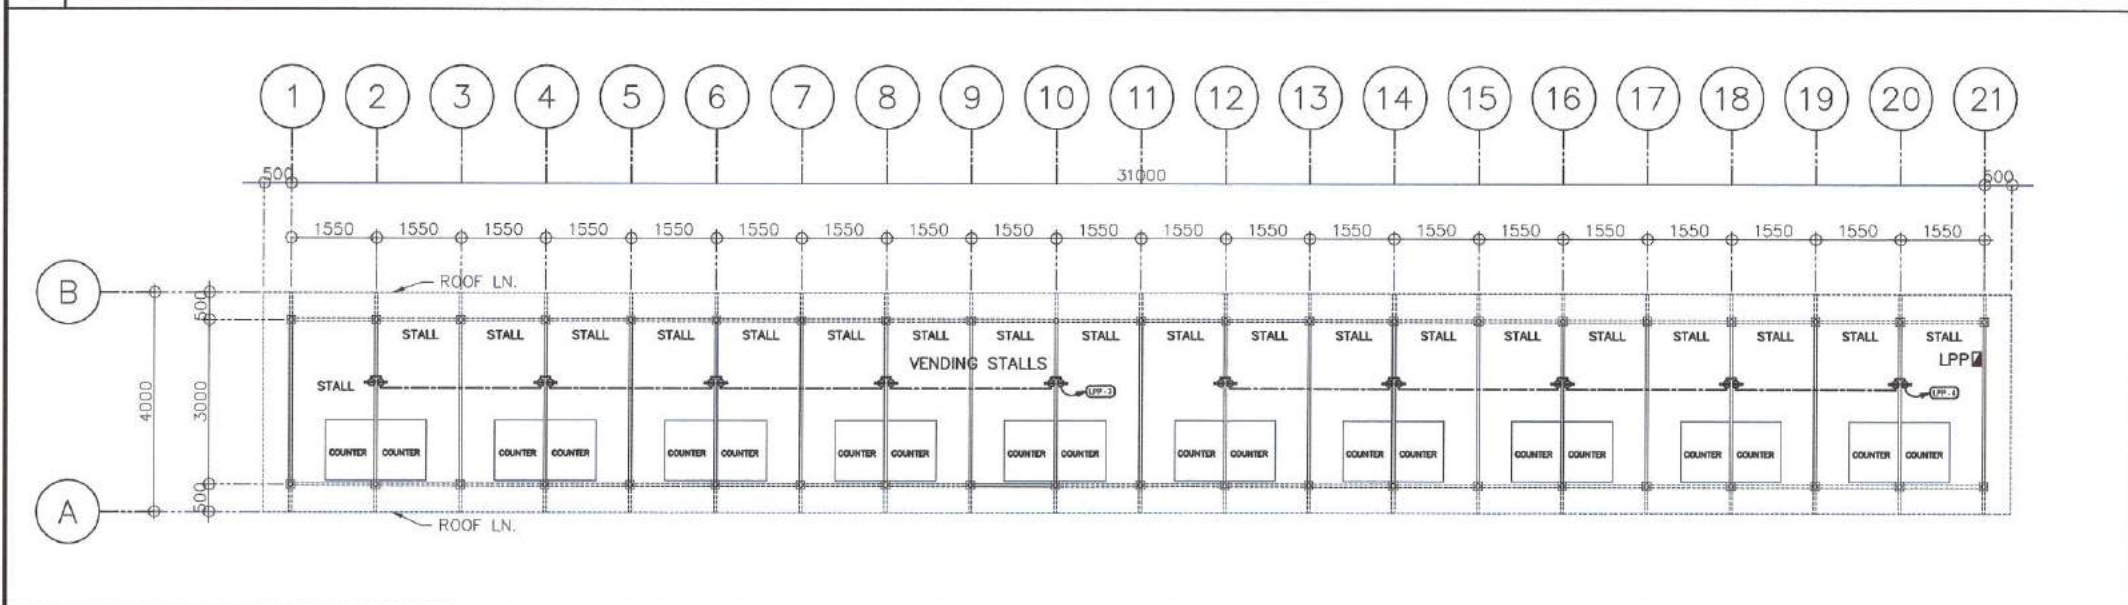 1 2 3 4 5 6 7 8 9 10 11 12 13 14 15 16 17 18 19 20 21
500 31000 500
1550 1550 1550 1550 1550 1550 1550 1550 1550 1550 1550 1550 1550 1550 1550 1550 1550 1550 1550 1550
B
ROOF LN.
500
STALL STALL STALL STALL STALL STALL STALL STALL STALL STALL STALL STALL STALL STALL STALL STALL STALL STALL STALL
VENDING STALLS
LPP
STALL
4000
3000
LPP-3
LPP-4
COUNTER COUNTER COUNTER COUNTER COUNTER COUNTER COUNTER COUNTER COUNTER COUNTER COUNTER COUNTER COUNTER COUNTER COUNTER COUNTER COUNTER COUNTER COUNTER COUNTER
500
A
ROOF LN.